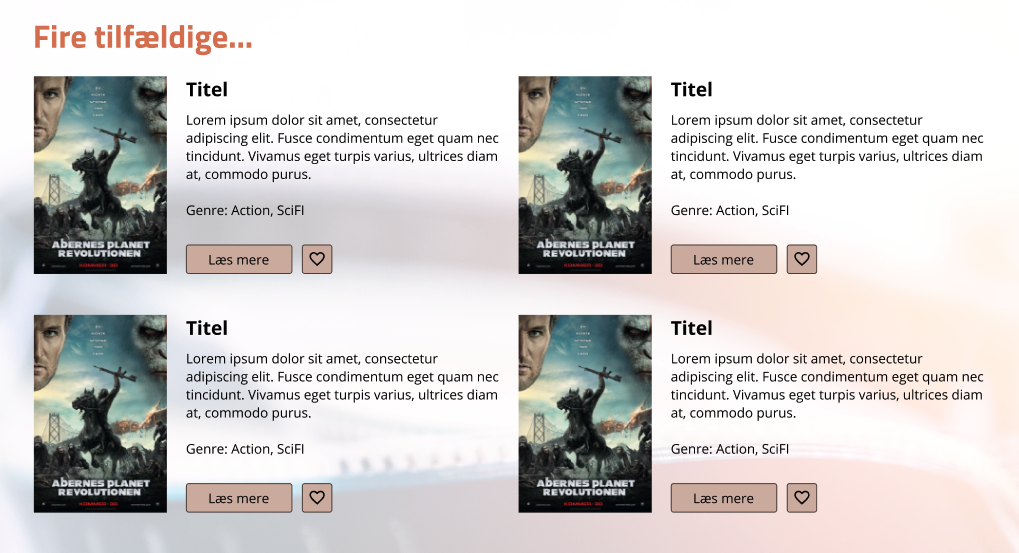 Fire tilfældige...
Titel
Lorem ipsum dolor sit amet, consectetur
adipiscing elit. Fusce condimentum eget quam nec
tincidunt. Vivamus eget turpis varius, ultrices diam
at, commodo purus.
Genre: Action, SciFI
Læs mere
ABERNES PLANET
REVOLUTIONEN
Titel
Lorem ipsum dolor sit amet, consectetur
adipiscing elit. Fusce condimentum eget quam nec
tincidunt. Vivamus eget turpis varius, ultrices diam
at, commodo purus.
Genre: Action, SciFI
Læs mere
ABERNES PLANET
REVOLUTIONEN
Titel
Lorem ipsum dolor sit amet, consectetur
adipiscing elit. Fusce condimentum eget quam nec
tincidunt. Vivamus eget turpis varius, ultrices diam
at, commodo purus.
Genre: Action, SciFI
Læs mere
ABERNES PLANET
REVOLUTIONEN
Titel
Lorem ipsum dolor sit amet, consectetur
adipiscing elit. Fusce condimentum eget quam nec
tincidunt. Vivamus eget turpis varius, ultrices diam
at, commodo purus.
Genre: Action, SciFI
Læs mere
ABERNES PLANET
REVOLUTIONEN